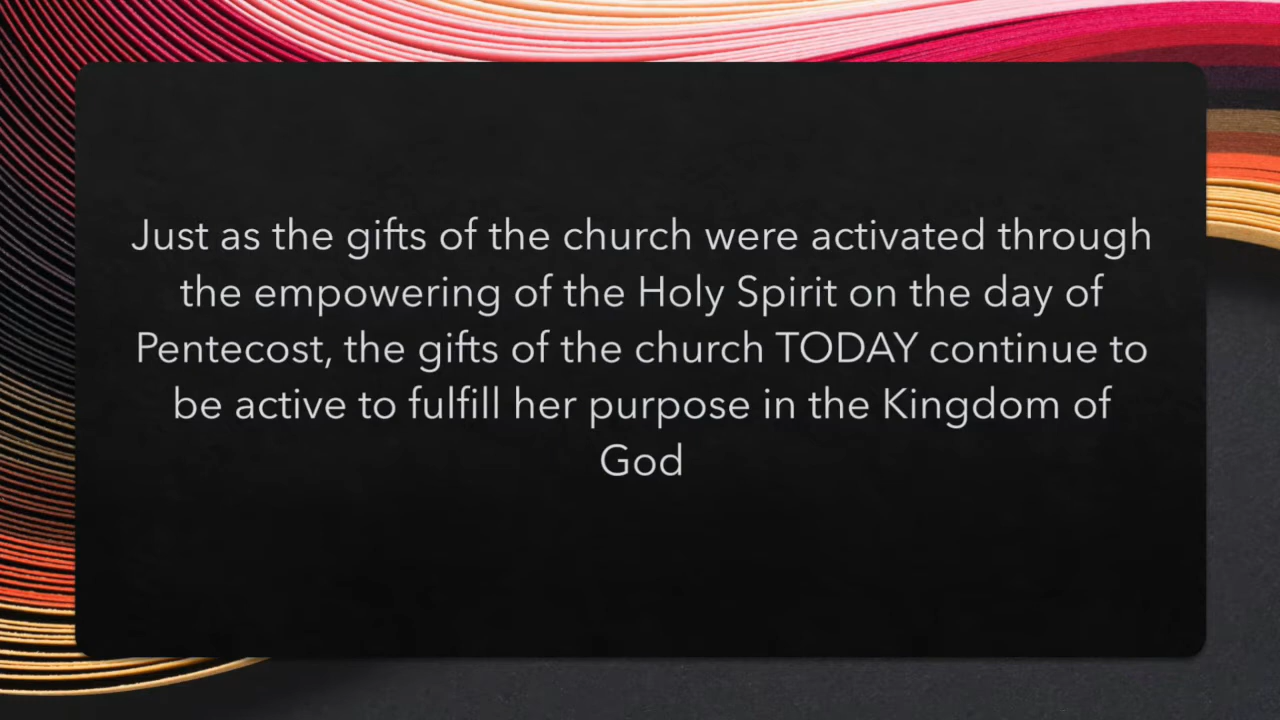 Just as the gifts of the church were activated through
the empowering of the Holy Spirit on the day of
Pentecost, the gifts of the church TODAY continue to
be active to fulfill her purpose in the Kingdom of
God